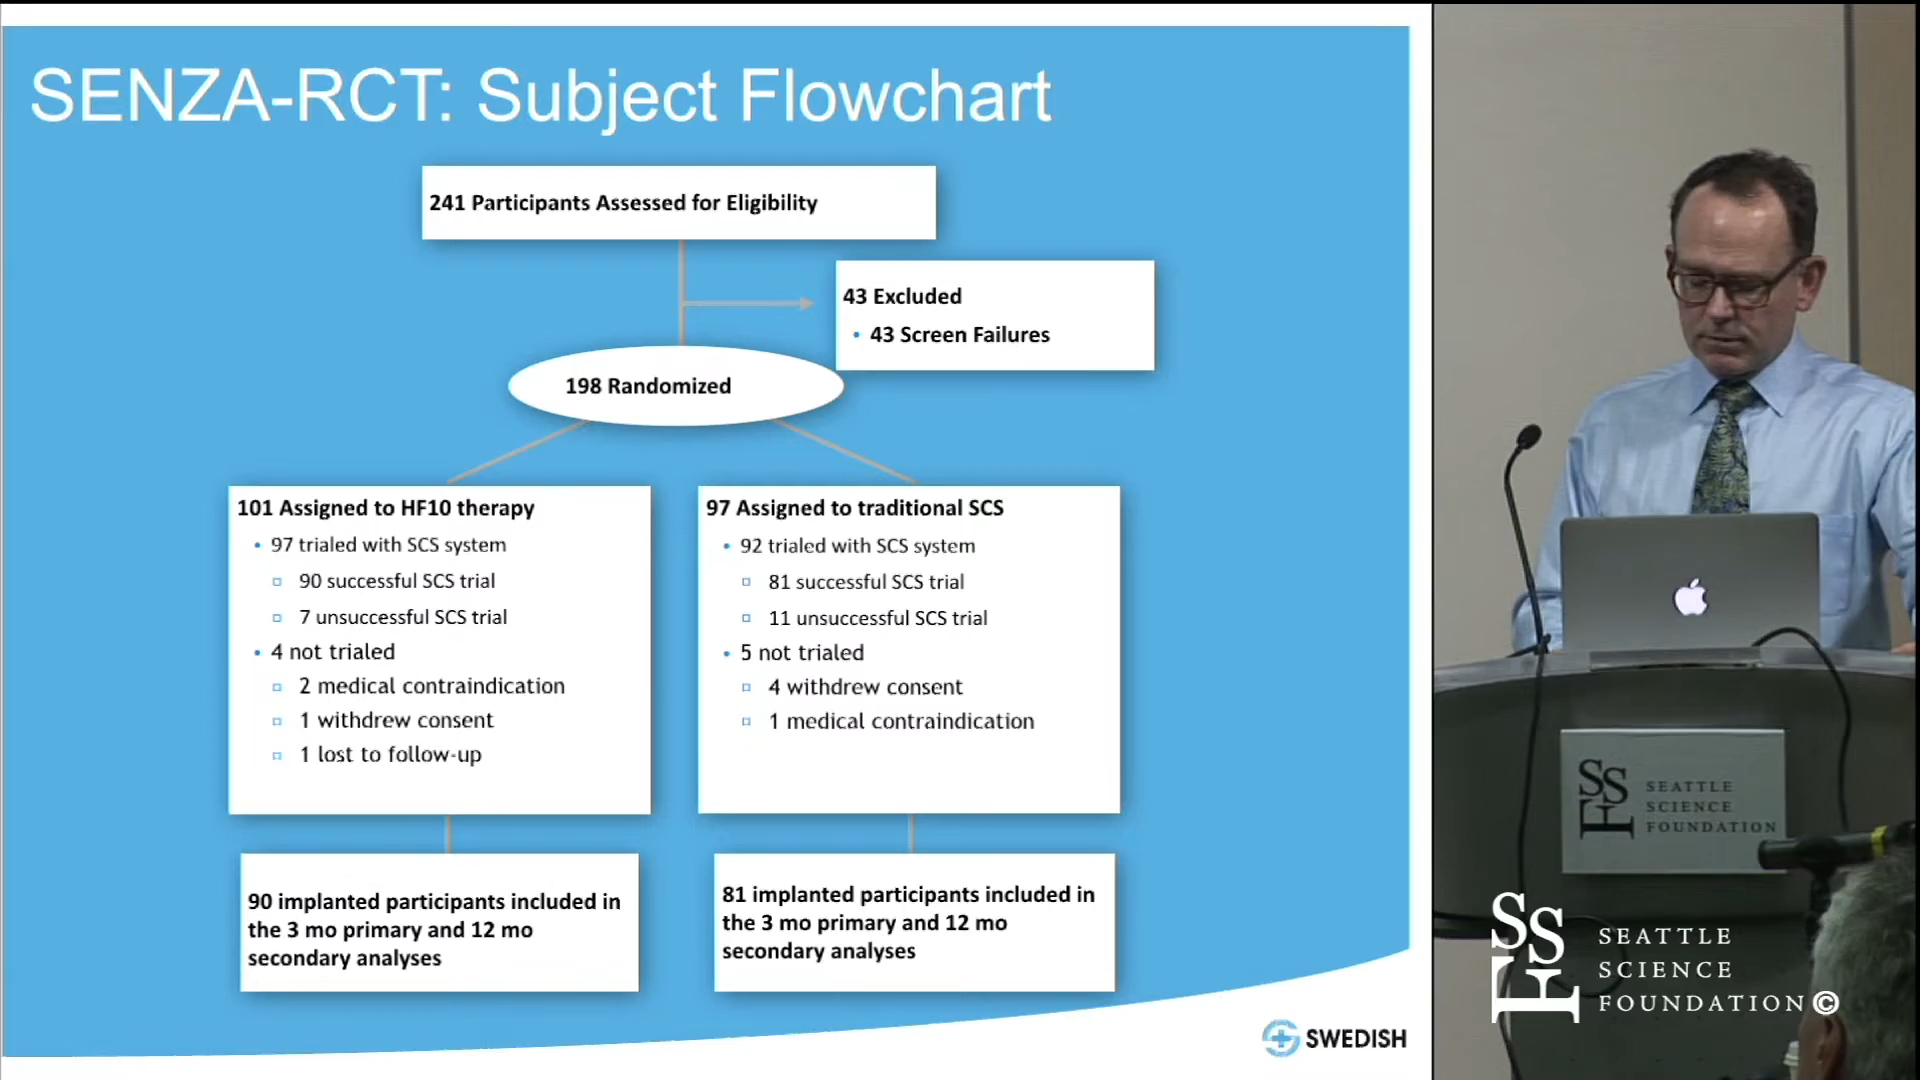 SENZA-RCT: Subject Flowchart
241 Participants Assessed for Eligibility
43 Excluded
• 43 Screen Failures
198 Randomized
101 Assigned to HF10 therapy
• 97 trialed with SCS system
▫ 90 successful SCS trial
▫ 7 unsuccessful SCS trial
• 4 not trialed
▫ 2 medical contraindication
▫ 1 withdrew consent
▫ 1 lost to follow-up
97 Assigned to traditional SCS
• 92 trialed with SCS system
▫ 81 successful SCS trial
▫ 11 unsuccessful SCS trial
• 5 not trialed
▫ 4 withdrew consent
▫ 1 medical contraindication
90 implanted participants included in
the 3 mo primary and 12 mo
secondary analyses
81 implanted participants included in
the 3 mo primary and 12 mo
secondary analyses
SWEDISH
SSF
SEATTLE
SCIENCE
FOUNDATION
SSF
SEATTLE
SCIENCE
FOUNDATION©